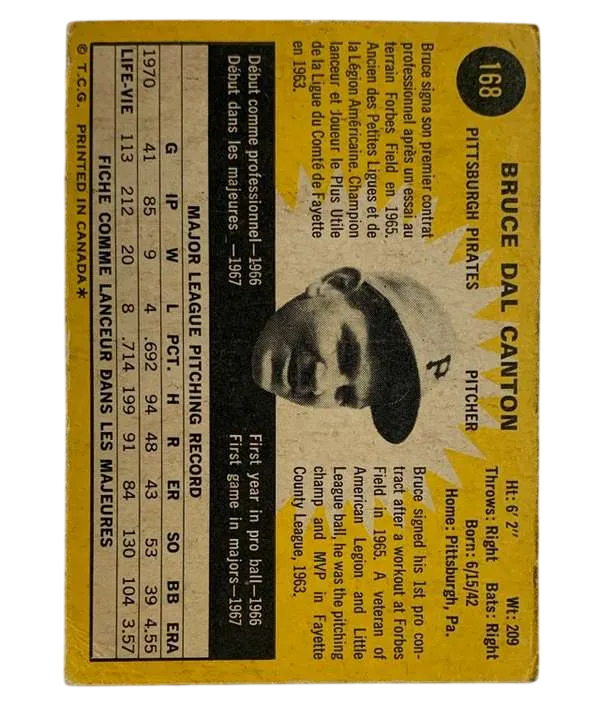 168
BRUCE DAL CANTON
PITTSBURGH PIRATES PITCHER
Ht: 6' 2" Wt: 209
Throws: Right Bats: Right
Born: 6/15/42
Home: Pittsburgh, Pa.
Bruce signa son premier contrat
professionnel après un essai au
terrain Forbes Field en 1965.
Ancien des Petites Ligues et de
la Légion Américaine. Champion
lanceur et Joueur le Plus Utile
de la Ligue du Comté de Fayette
en 1963.
P
Bruce signed his 1st pro con-
tract after a workout at Forbes
Field in 1965. A veteran of
American Legion and Little
League ball, he was the pitching
champ and MVP in Fayette
County League, 1963.
Début comme professionnel—1966
Début dans les majeures —1967
First year in pro ball—1966
First game in majors—1967
MAJOR LEAGUE PITCHING RECORD
G IP W L PCT. H R ER SO BB ERA
1970 41 85 9 4 .692 94 48 43 53 39 4.55
LIFE-VIE 113 212 20 8 .714 199 91 84 130 104 3.57
FICHE COMME LANCEUR DANS LES MAJEURES
© T.C.G. PRINTED IN CANADA*